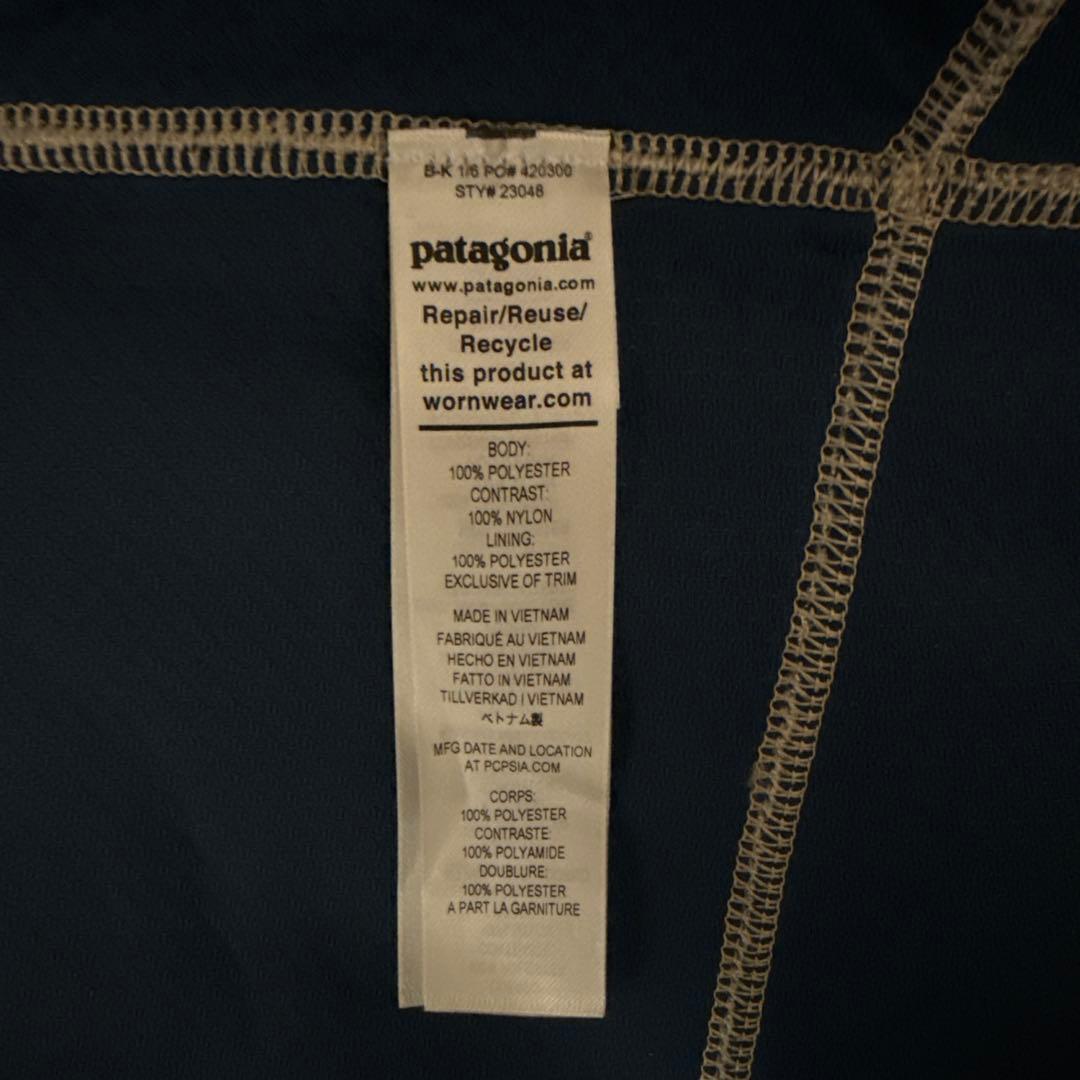 B-K 1/6 PO# 420300
STY# 23048
patagonia®
www.patagonia.com
Repair/Reuse/
Recycle
this product at
wornwear.com
BODY:
100% POLYESTER
CONTRAST:
100% NYLON
LINING:
100% POLYESTER
EXCLUSIVE OF TRIM
MADE IN VIETNAM
FABRIQUÉ AU VIETNAM
HECHO EN VIETNAM
FATTO IN VIETNAM
TILLVERKAD I VIETNAM
ベトナム製
MFG DATE AND LOCATION
AT PCPSIA.COM
CORPS:
100% POLYESTER
CONTRASTE:
100% POLYAMIDE
DOUBLURE:
100% POLYESTER
A PART LA GARNITURE